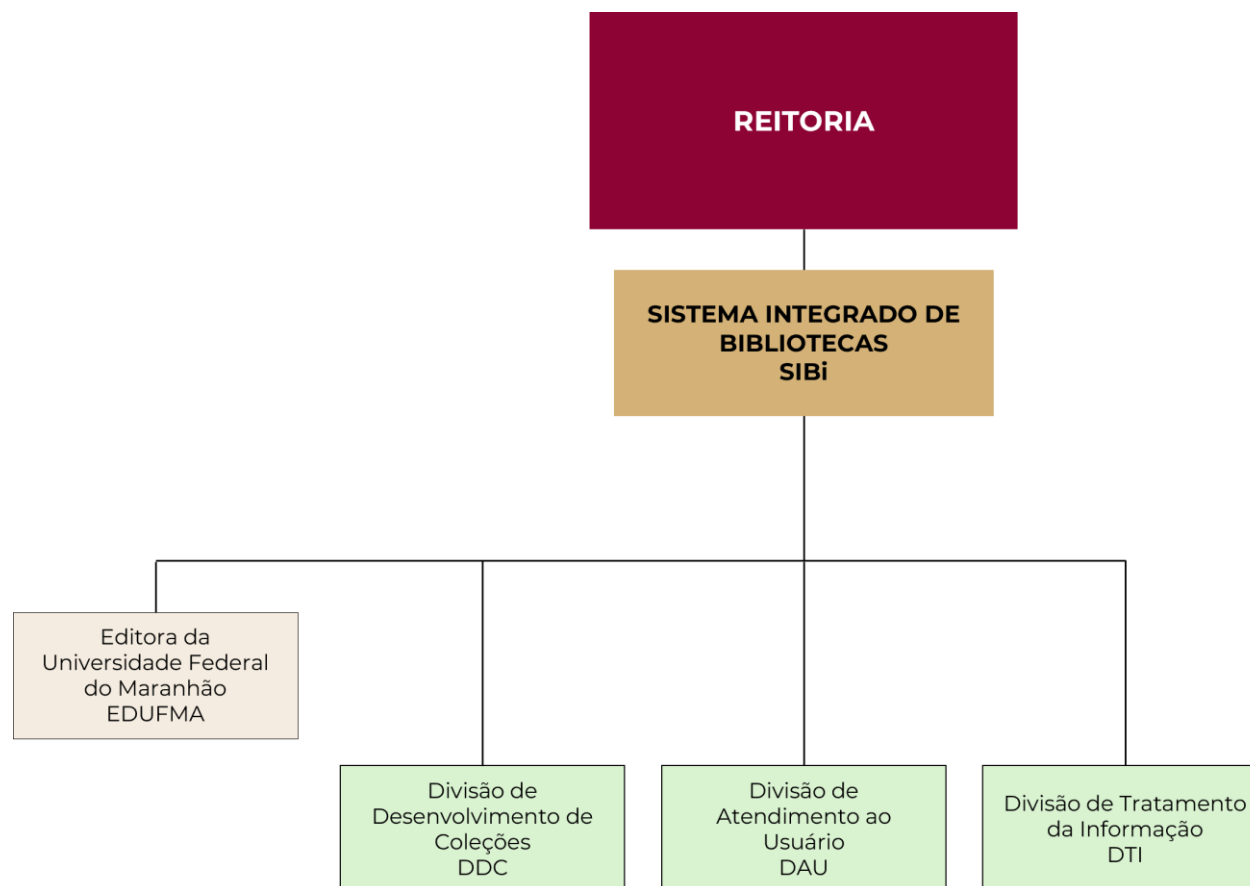 REITORIA
SISTEMA INTEGRADO DE
BIBLIOTECAS
SIBi
Editora da
Universidade Federal
do Maranhão
EDUFMA
Divisão de
Desenvolvimento de
Coleções
DDC
Divisão de
Atendimento ao
Usuário
DAU
Divisão de Tratamento
da Informação
DTI